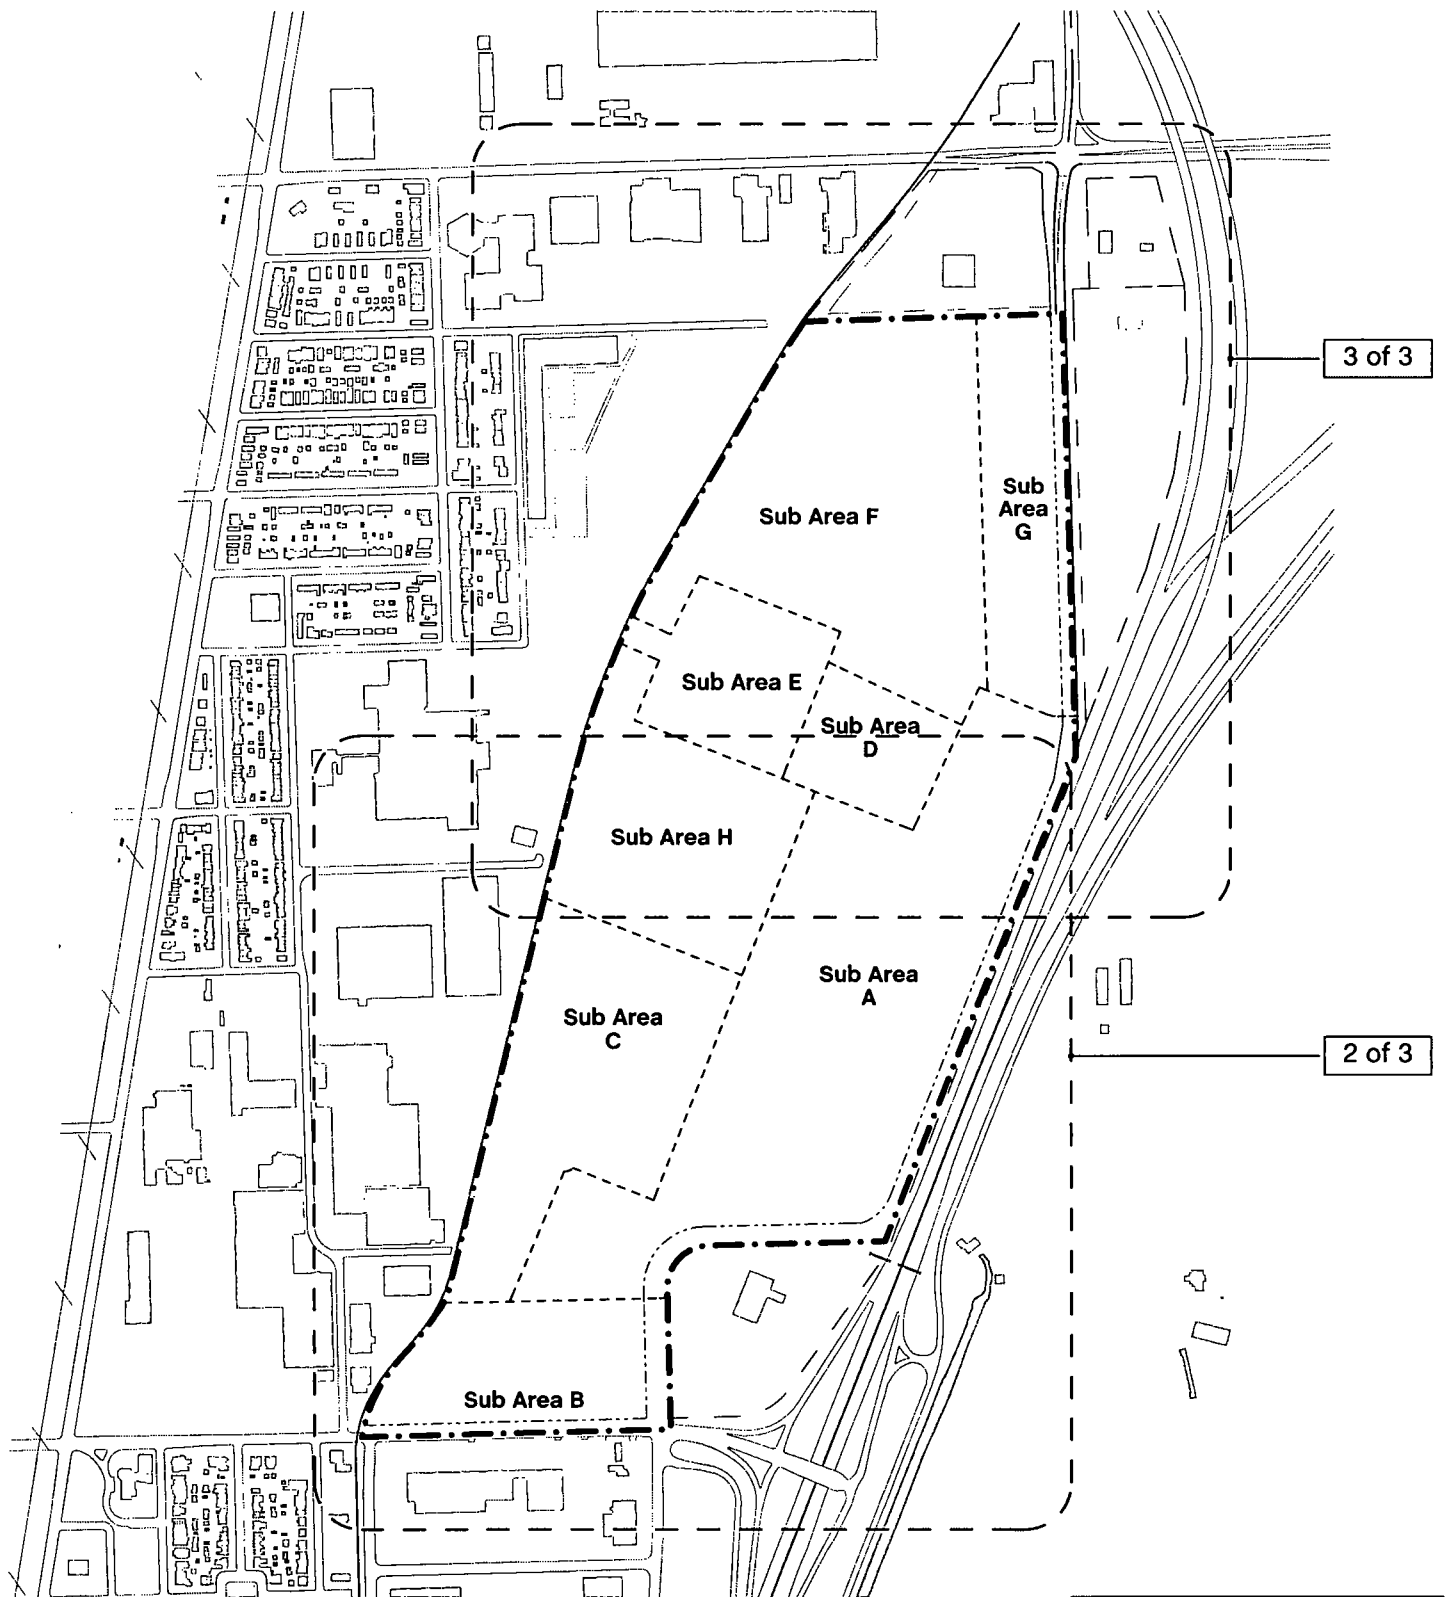 3 of 3
Sub Area F
Sub
Area
G
Sub Area E
Sub Area
D
Sub Area H
Sub Area
A
Sub Area
C
2 of 3
Sub Area B